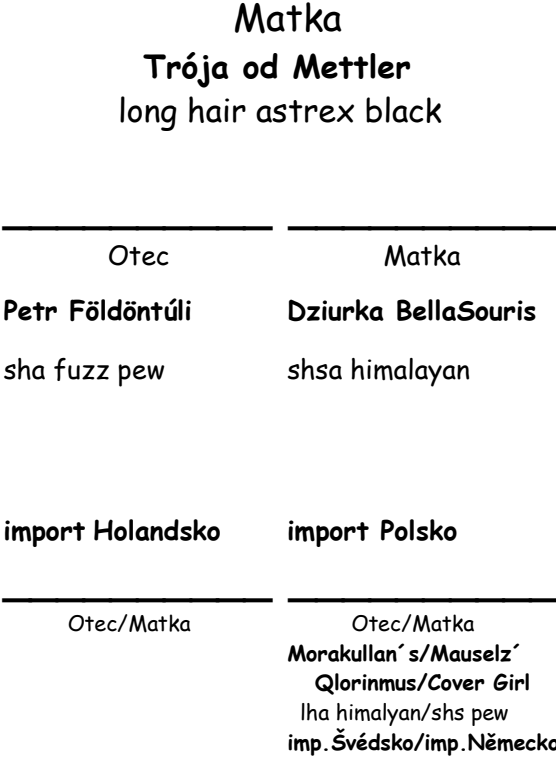 Matka
Trója od Mettler
long hair astrex black
Otec
Petr Földöntúli
sha fuzz pew
import Holandsko
Otec/Matka
Matka
Dziurka BellaSouris
shsa himalayan
import Polsko
Otec/Matka
Morakullan´s/Mauselz´
Qlorinmus/Cover Girl
lha himalyan/shs pew
imp.Švédsko/imp.Německo